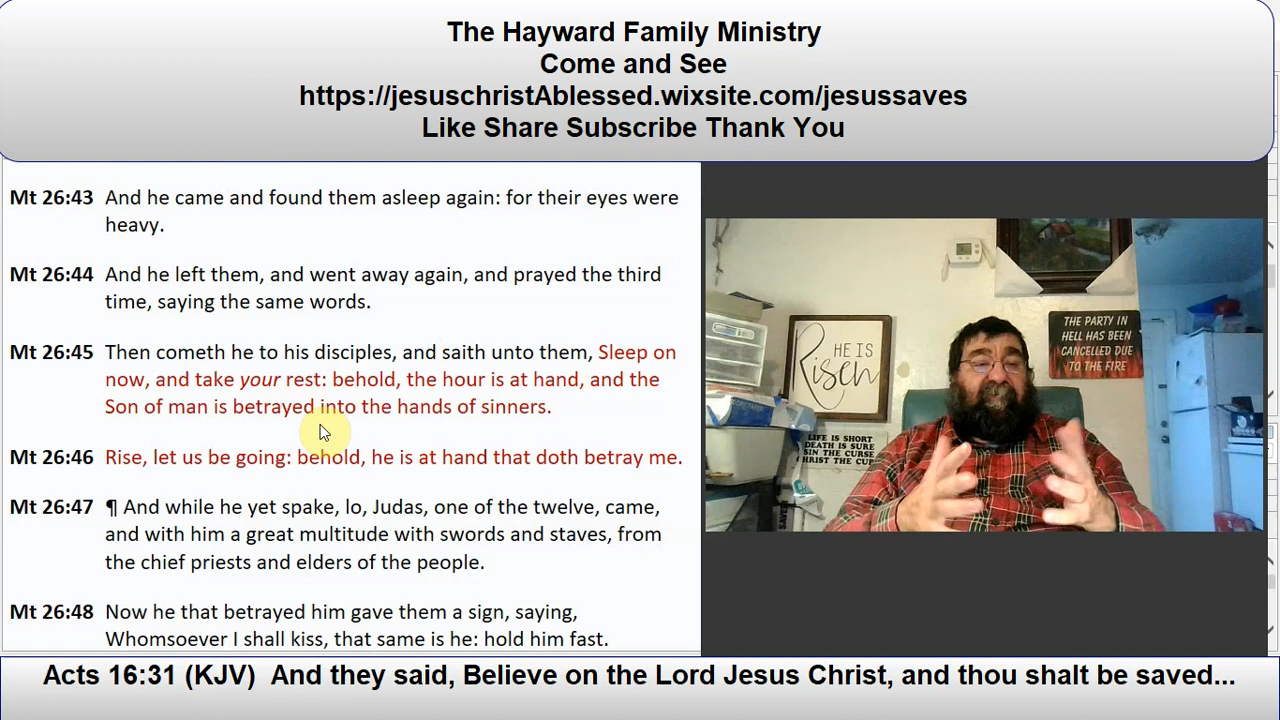 The Hayward Family Ministry
Come and See
https://jesuschristAblessed.wixsite.com/jesussaves
Like Share Subscribe Thank You
Mt 26:43 And he came and found them asleep again: for their eyes were
heavy.
Mt 26:44 And he left them, and went away again, and prayed the third
time, saying the same words.
Mt 26:45 Then cometh he to his disciples, and saith unto them, Sleep on
now, and take your rest: behold, the hour is at hand, and the
Son of man is betrayed into the hands of sinners.
Mt 26:46 Rise, let us be going: behold, he is at hand that doth betray me.
Mt 26:47 ¶ And while he yet spake, lo, Judas, one of the twelve, came,
and with him a great multitude with swords and staves, from
the chief priests and elders of the people.
Mt 26:48 Now he that betrayed him gave them a sign, saying,
Whomsoever I shall kiss, that same is he: hold him fast.
HE IS
Risen
THE PARTY IN
HELL HAS BEEN
CANCELLED DUE
TO THE FIRE
LIFE IS SHORT
DEATH IS SURE
SIN THE CURSE
CHRIST THE CUR
Acts 16:31 (KJV) And they said, Believe on the Lord Jesus Christ, and thou shalt be saved...